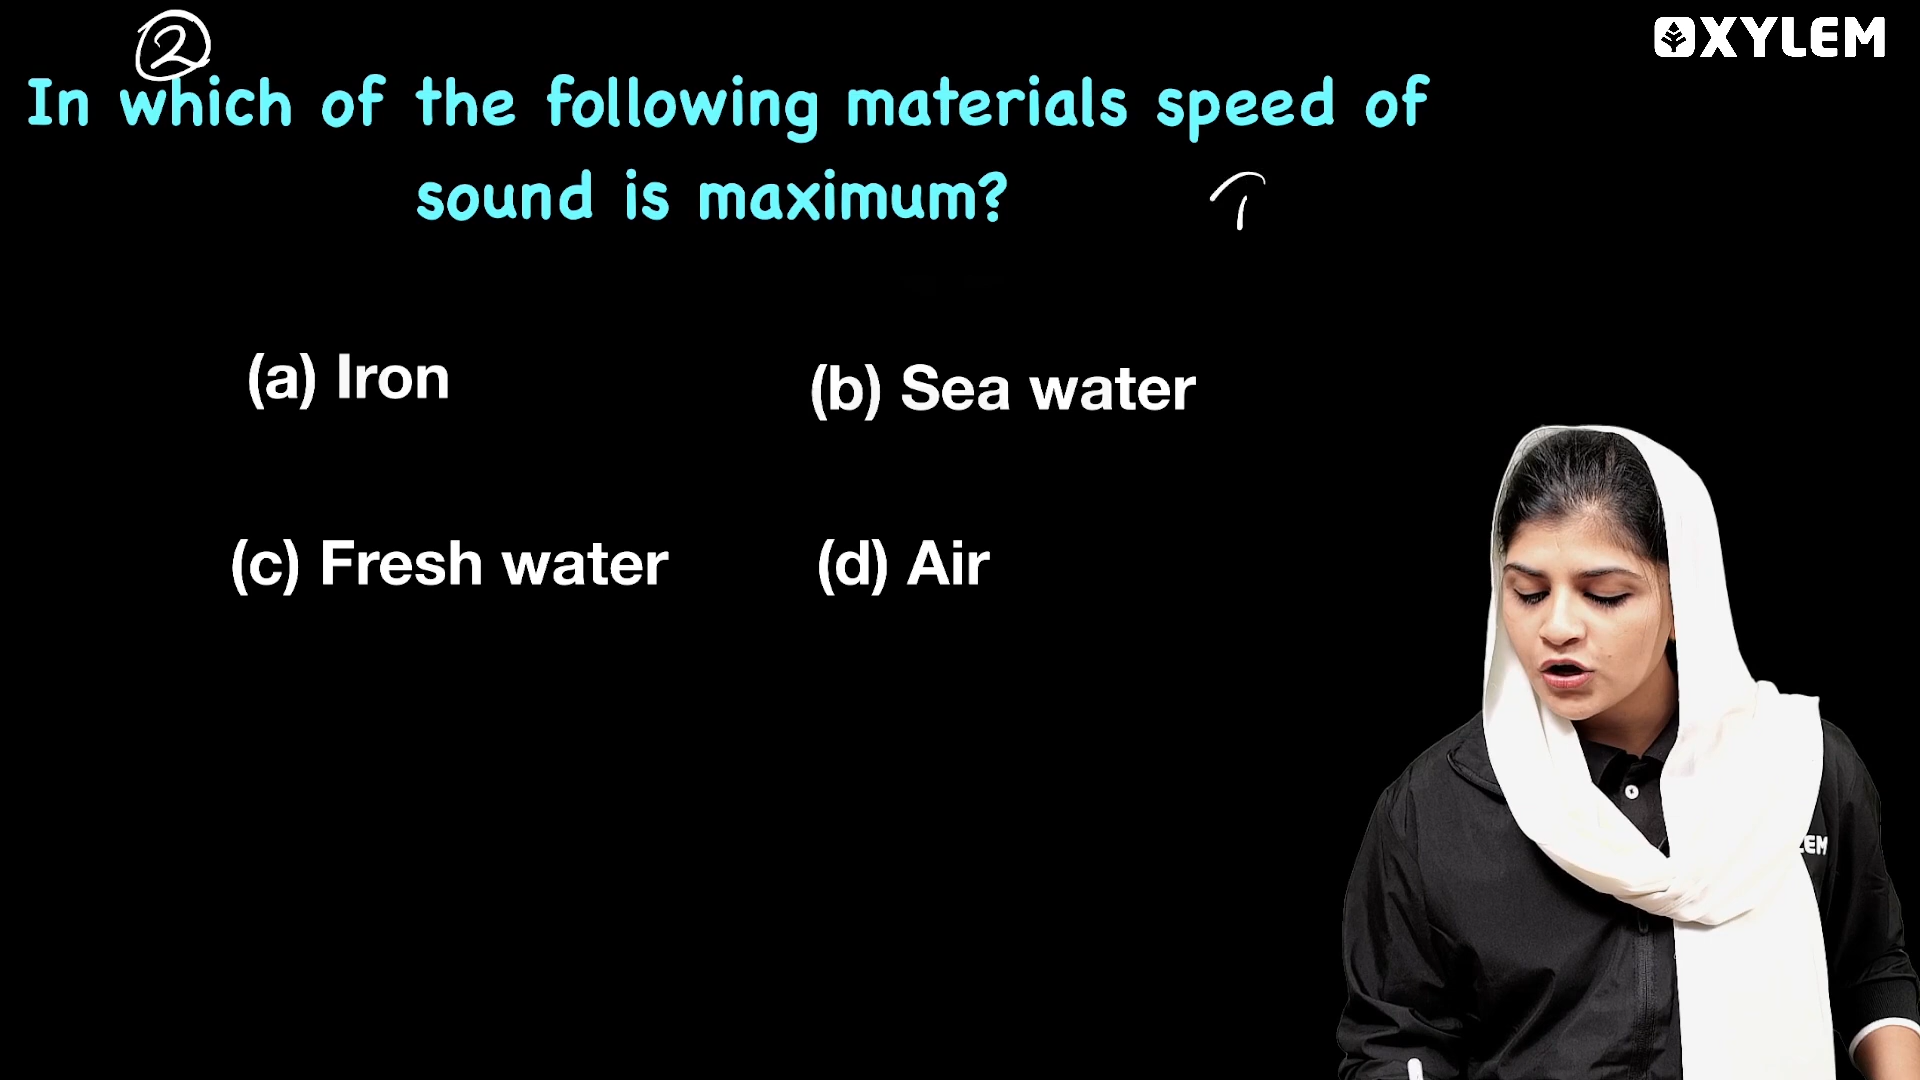 XYLEM
2
In which of the following materials speed of
sound is maximum?
(a) Iron
(b) Sea water
(c) Fresh water
(d) Air